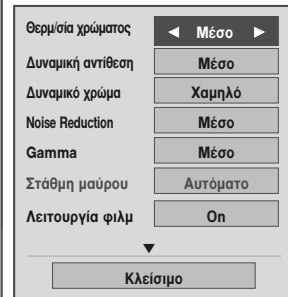 Θερμ/σία χρώματος ◄ Μέσο ►
Δυναμική αντίθεση Μέσο
Δυναμικό χρώμα Χαμηλό
Noise Reduction Μέσο
Gamma Μέσο
Στάθμη μαύρου Αυτόματο
Λειτουργία φιλμ On
▼
Κλείσιμο